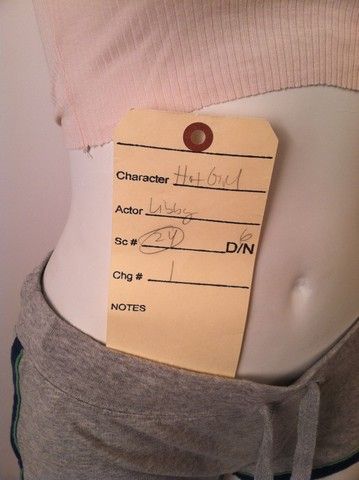 Character Hot Girl
Actor Libby
Sc # 24 D/N 6
Chg # 1
NOTES